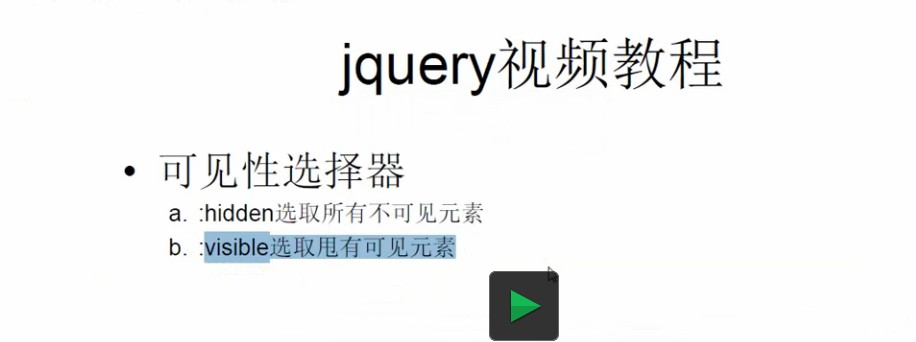 jquery视频教程
• 可见性选择器
a. :hidden选取所有不可见元素
b. :visible选取甩有可见元素